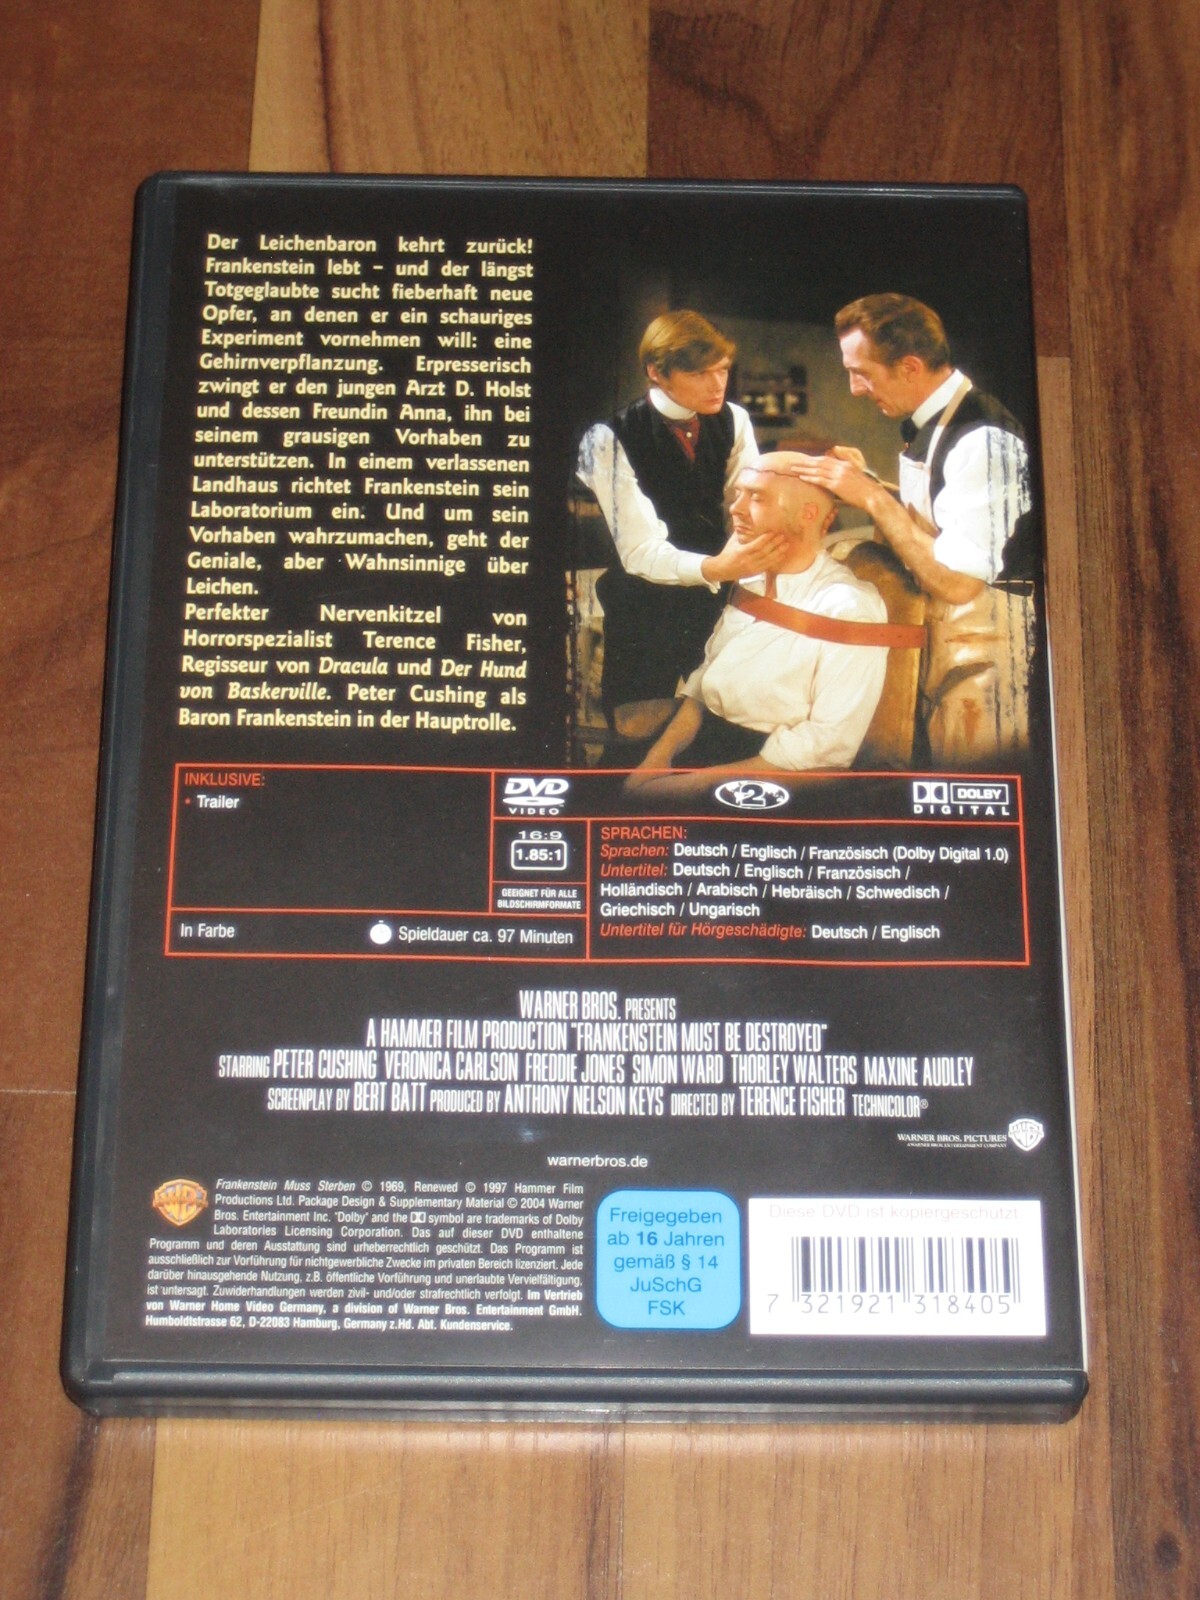 Der Leichenbaron kehrt zurück!
Frankenstein lebt – und der längst
Totgeglaubte sucht fieberhaft neue
Opfer, an denen er ein schauriges
Experiment vornehmen will: eine
Gehirnverpflanzung. Erpresserisch
zwingt er den jungen Arzt D. Holst
und dessen Freundin Anna, ihn bei
seinem grausigen Vorhaben zu
unterstützen. In einem verlassenen
Landhaus richtet Frankenstein sein
Laboratorium ein. Und um sein
Vorhaben wahrzumachen, geht der
Geniale, aber Wahnsinnige über
Leichen.
Perfekter Nervenkitzel von
Horrorspezialist Terence Fisher,
Regisseur von Dracula und Der Hund
von Baskerville. Peter Cushing als
Baron Frankenstein in der Hauptrolle.
INKLUSIVE:
• Trailer
In Farbe
Spieldauer ca. 97 Minuten
DVD
VIDEO
2
DOLBY
DIGITAL
16:9
1.85:1
GEEIGNET FÜR ALLE
BILDSCHIRMFORMATE
SPRACHEN:
Sprachen: Deutsch / Englisch / Französisch (Dolby Digital 1.0)
Untertitel: Deutsch / Englisch / Französisch /
Holländisch / Arabisch / Hebräisch / Schwedisch /
Griechisch / Ungarisch
Untertitel für Hörgeschädigte: Deutsch / Englisch
WARNER BROS. PRESENTS
A HAMMER FILM PRODUCTION "FRANKENSTEIN MUST BE DESTROYED"
STARRING PETER CUSHING VERONICA CARLSON FREDDIE JONES SIMON WARD THORLEY WALTERS MAXINE AUDLEY
SCREENPLAY BY BERT BATT PRODUCED BY ANTHONY NELSON KEYS DIRECTED BY TERENCE FISHER TECHNICOLOR®
WARNER BROS. PICTURES
A WARNER BROS. ENTERTAINMENT COMPANY
warnerbros.de
Frankenstein Muss Sterben © 1969, Renewed © 1997 Hammer Film
Productions Ltd. Package Design & Supplementary Material © 2004 Warner
Bros. Entertainment Inc. "Dolby" and the DD symbol are trademarks of Dolby
Laboratories Licensing Corporation. Das auf dieser DVD enthaltene
Programm und deren Ausstattung sind urheberrechtlich geschützt. Das Programm ist
ausschließlich zur Vorführung für nichtgewerbliche Zwecke im privaten Bereich lizenziert. Jede
darüber hinausgehende Nutzung, z.B. öffentliche Vorführung und unerlaubte Vervielfältigung,
ist untersagt. Zuwiderhandlungen werden zivil- und/oder strafrechtlich verfolgt. Im Vertrieb
von Warner Home Video Germany, a division of Warner Bros. Entertainment GmbH.
Humboldtstrasse 62, D-22083 Hamburg, Germany z.Hd. Abt. Kundenservice.
Freigegeben
ab 16 Jahren
gemäß § 14
JuSchG
FSK
Diese DVD ist kopiergeschützt
7 321921 318405